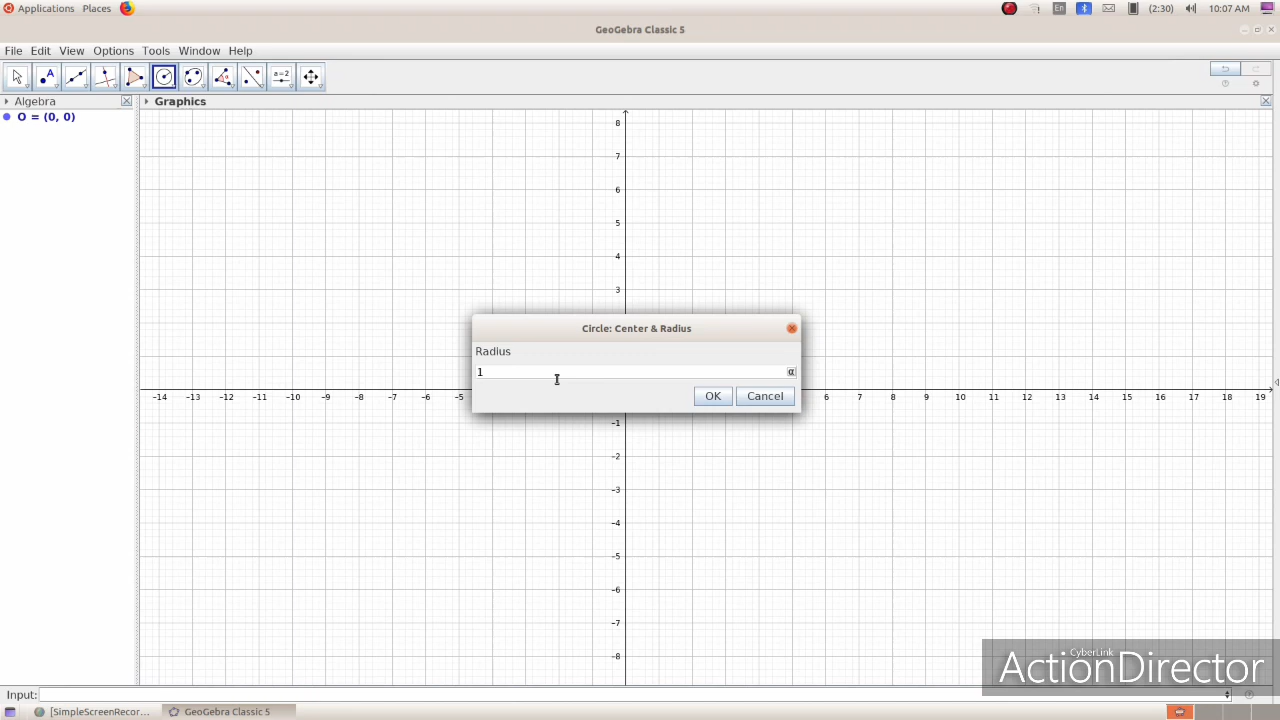 Applications Places En (2:30) 10:07 AM
GeoGebra Classic 5
File Edit View Options Tools Window Help
A α a=2
Algebra Graphics
O = (0, 0)
8
7
6
5
4
3
Circle: Center & Radius
Radius
1 α
OK Cancel
-14 -13 -12 -11 -10 -9 -8 -7 -6 -5 6 7 8 9 10 11 12 13 14 15 16 17 18 19
-1
-2
-3
-4
-5
-6
-7
-8
CyberLink
ActionDirector
Input:
[SimpleScreenRecor... GeoGebra Classic 5